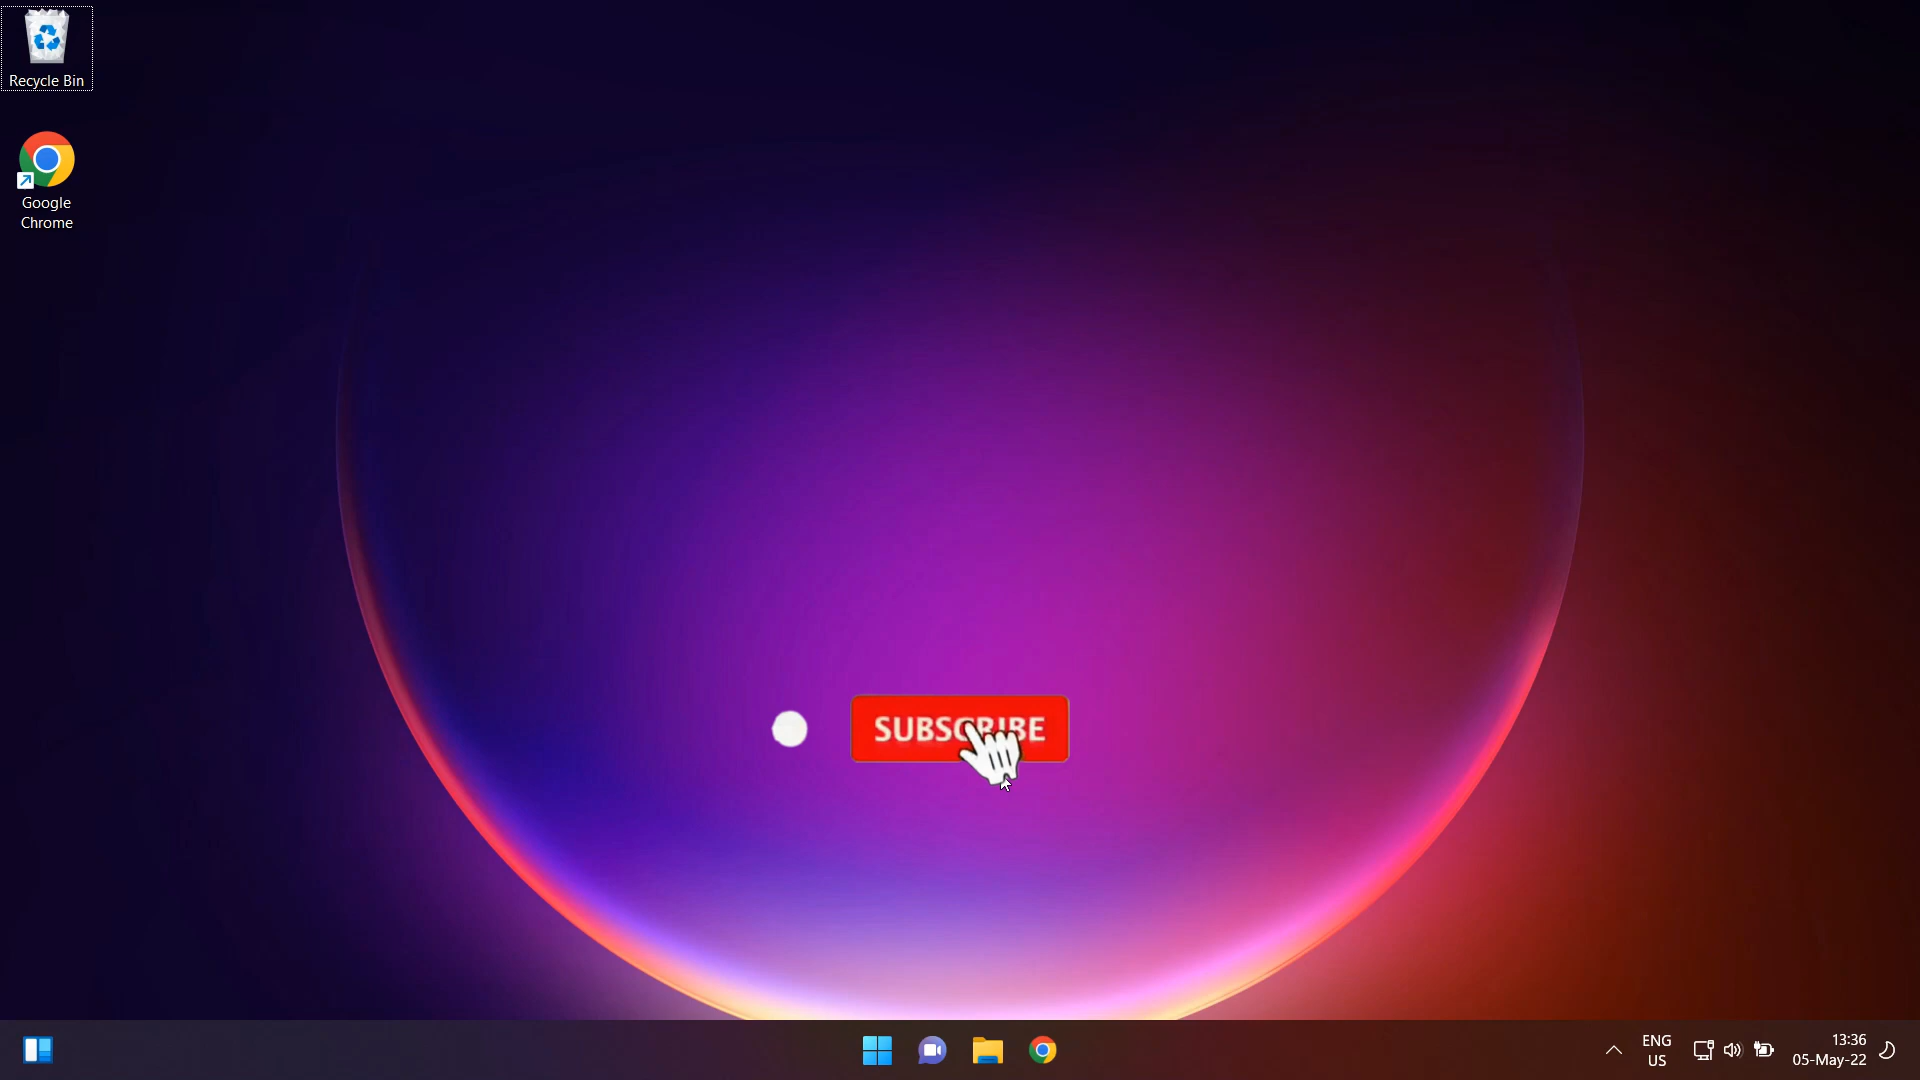 Recycle Bin
Google
Chrome
SUBSCRIBE
ENG
US
13:36
05-May-22